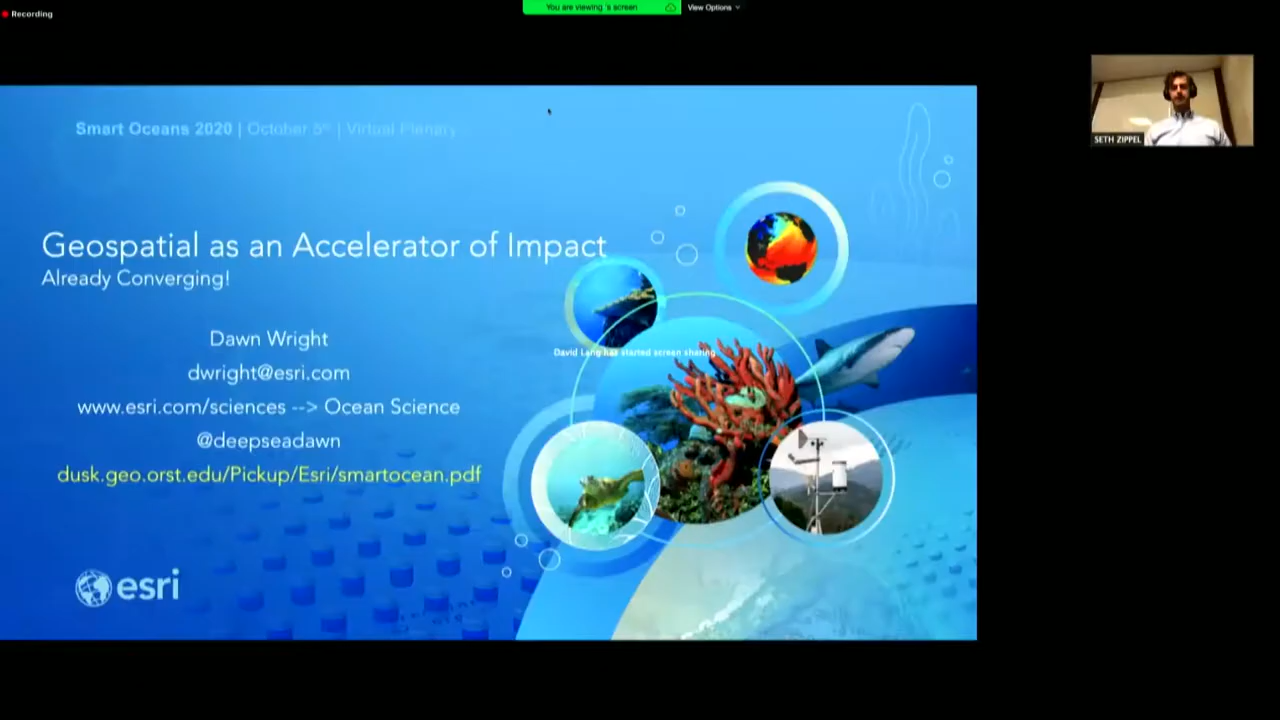 Recording
You are viewing 's screen
View Options
Smart Oceans 2020 | October 5th | Virtual Plenary
Geospatial as an Accelerator of Impact
Already Converging!
David Lang has started screen sharing
Dawn Wright
dwright@esri.com
www.esri.com/sciences --> Ocean Science
@deepseadawn
dusk.geo.orst.edu/Pickup/Esri/smartocean.pdf
esri
SETH ZIPPEL